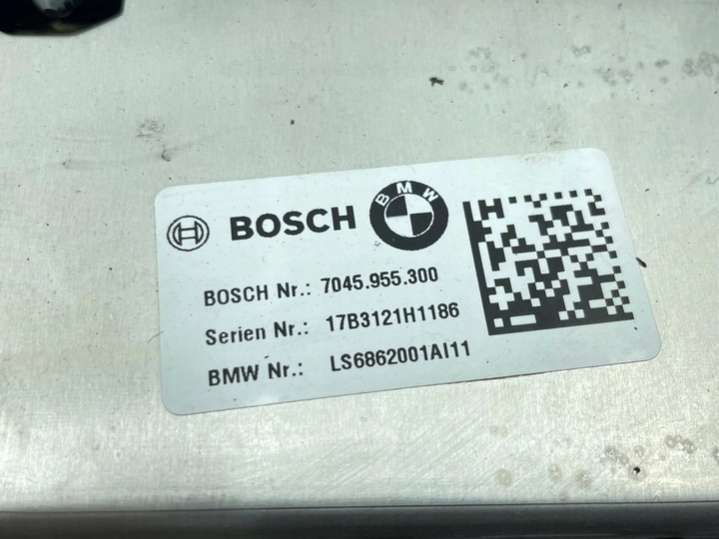 BOSCH BMW
BOSCH Nr.: 7045.955.300
Serien Nr.: 17B3121H1186
BMW Nr.: LS6862001AI11